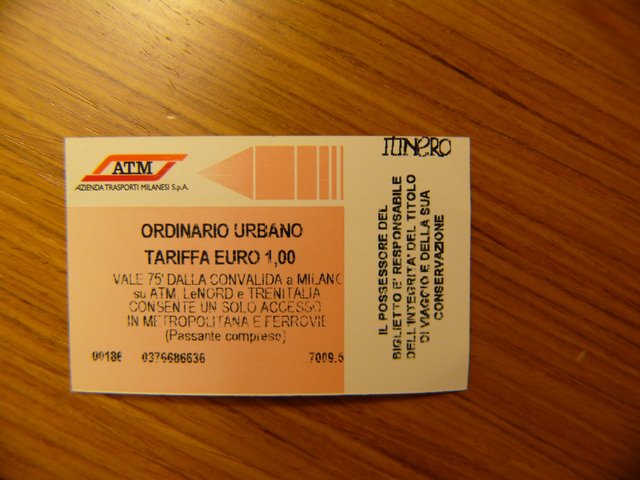 ATM
AZIENDA TRASPORTI MILANESI S.p.A.
ORDINARIO URBANO
TARIFFA EURO 1,00
VALE 75' DALLA CONVALIDA a MILANO
su ATM, LeNORD e TRENITALIA
CONSENTE UN SOLO ACCESSO
IN METROPOLITANA E FERROVIE
(Passante compreso)
00186 0376686636 7009.5
ITINERO
IL POSSESSORE DEL
BIGLIETTO E' RESPONSABILE
DELL'INTEGRITA' DEL TITOLO
DI VIAGGIO E DELLA SUA
CONSERVAZIONE